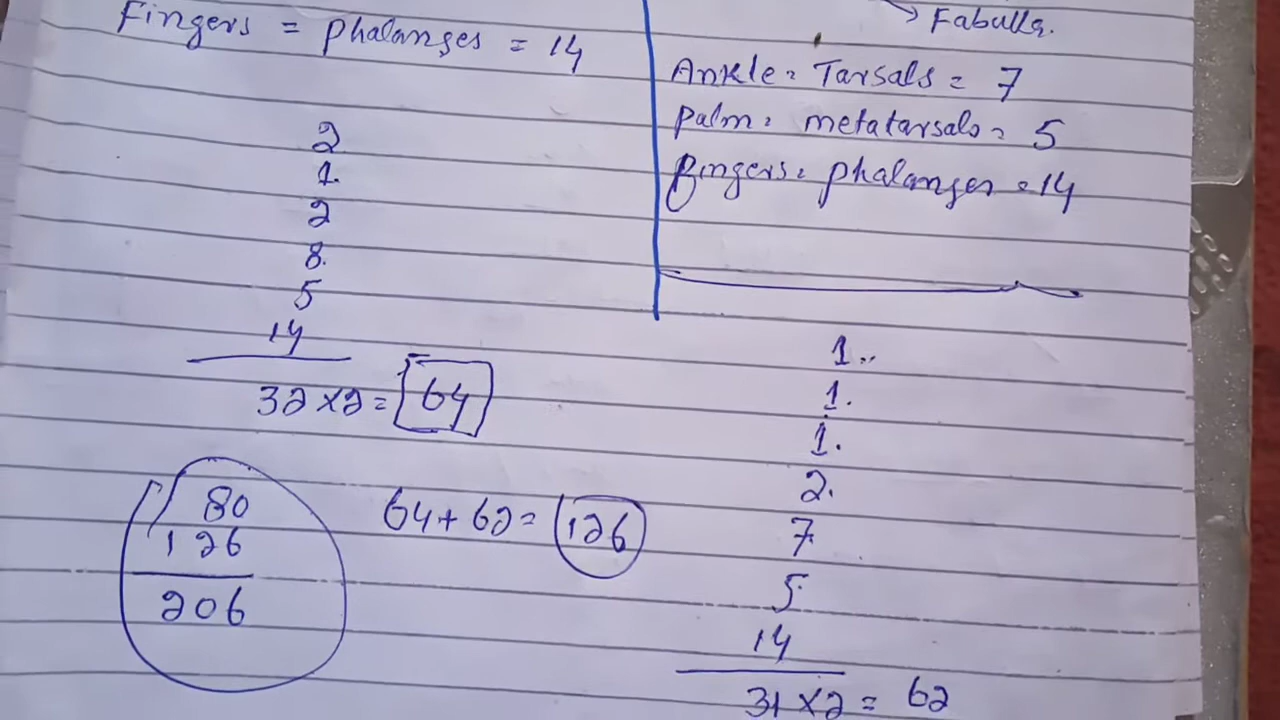 Fingers = Phalanges = 14
2
1.
2
8.
5
14
32 × 2 = 64
80
126
206
64 + 62 = 126
→ Fabulla.
Ankle = Tarsals = 7
Palm = metatarsals = 5
Fingers = phalanges = 14
1..
1.
1.
2.
7
5
14
31 × 2 = 62